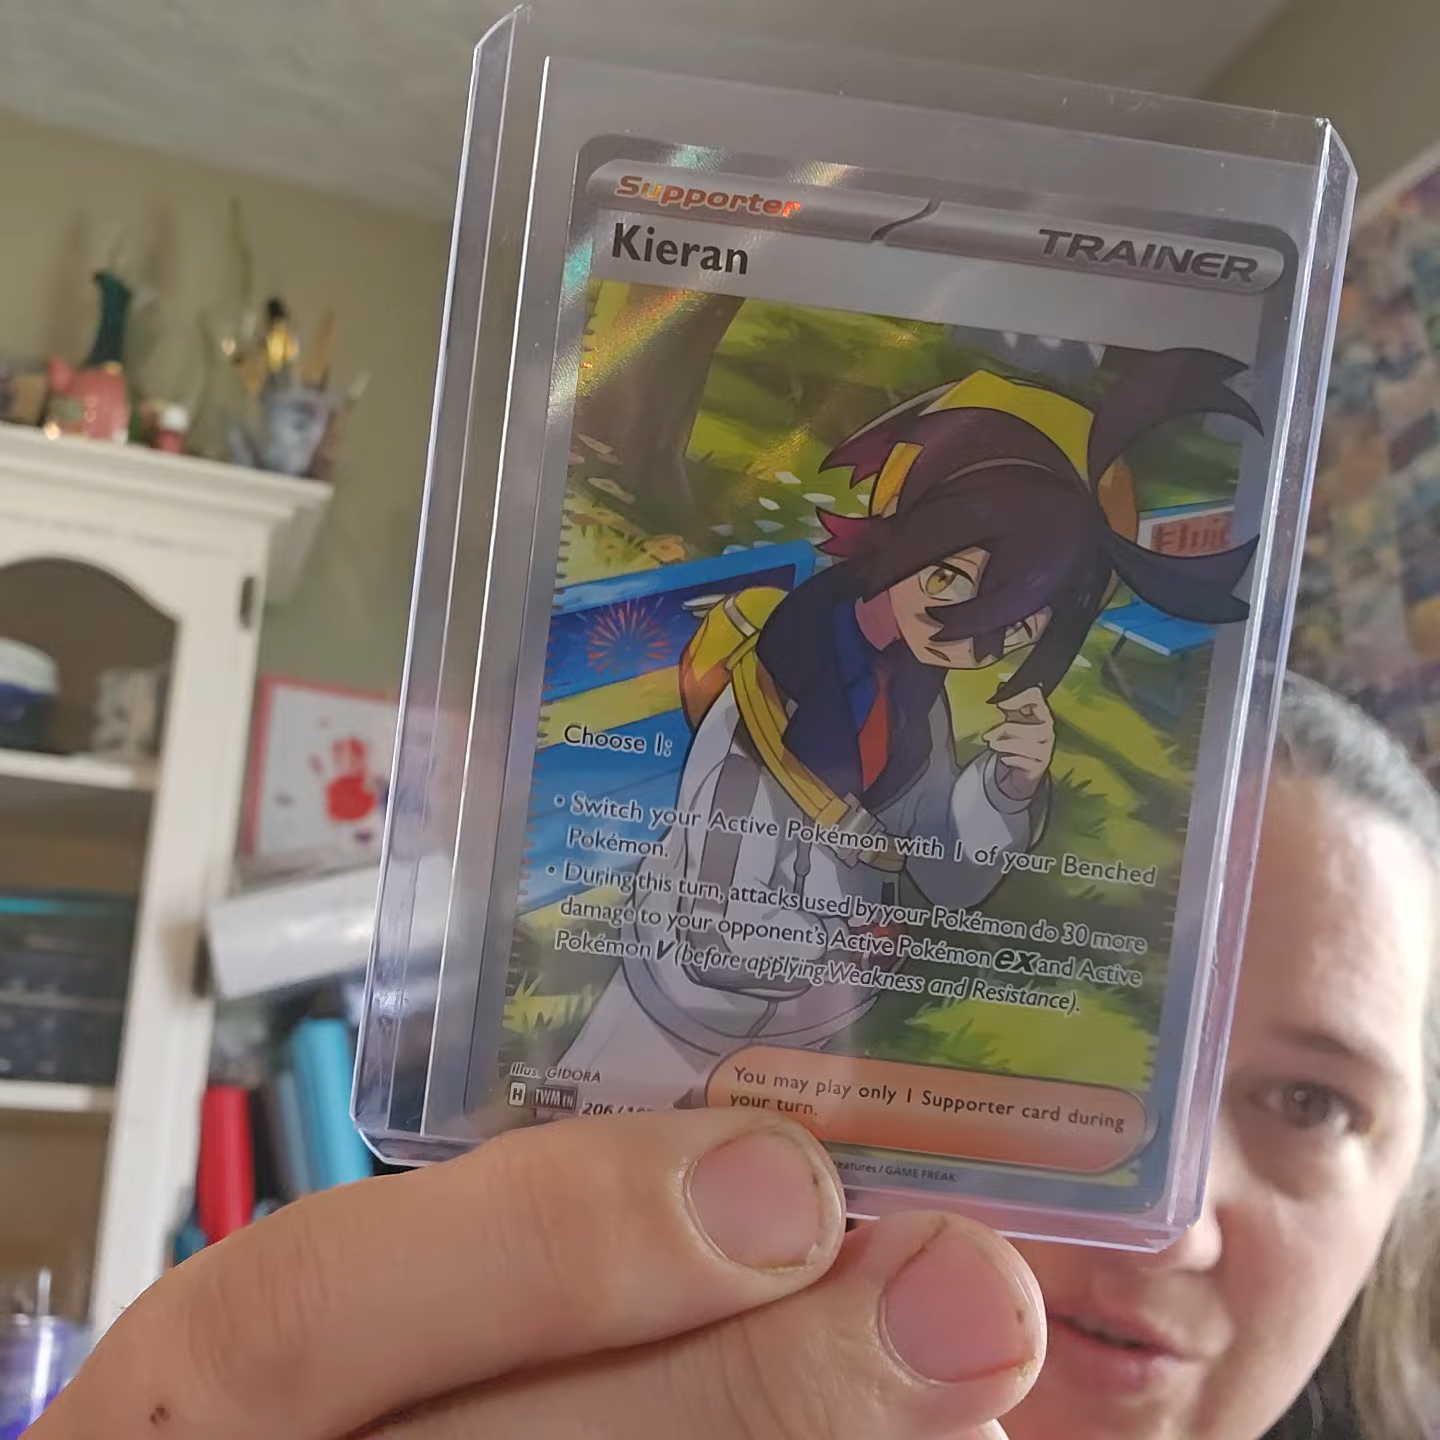 Supporter
TRAINER
Kieran
Choose 1:
• Switch your Active Pokémon with 1 of your Benched
Pokémon.
• During this turn, attacks used by your Pokémon do 30 more
damage to your opponent's Active Pokémon ex and Active
Pokémon V (before applying Weakness and Resistance).
Illus. GIDORA
H TWM EN 206/
You may play only 1 Supporter card during
your turn.
GAME FREAK